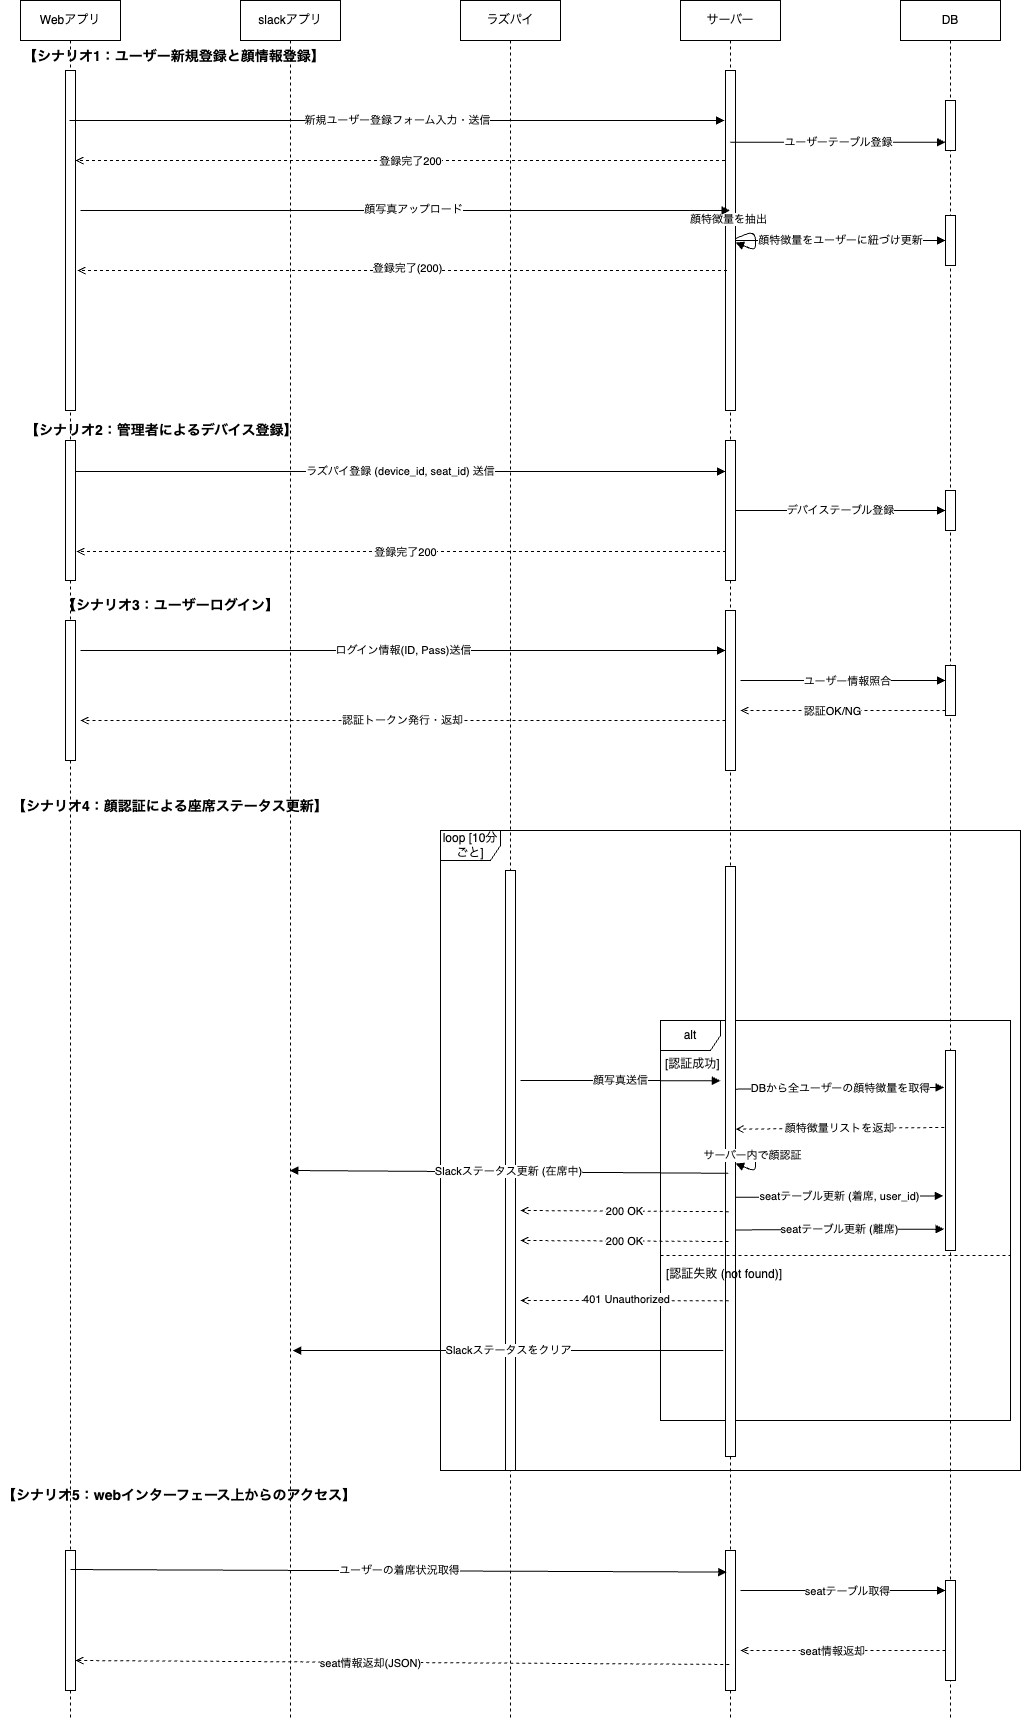 Webアプリ
slackアプリ
ラズパイ
サーバー
DB
【シナリオ1：ユーザー新規登録と顔情報登録】
新規ユーザー登録フォーム入力・送信
ユーザーテーブル登録
登録完了200
顔写真アップロード
顔特徴量を抽出
顔特徴量をユーザーに紐づけ更新
登録完了(200)
【シナリオ2：管理者によるデバイス登録】
ラズパイ登録 (device_id, seat_id) 送信
デバイステーブル登録
登録完了200
【シナリオ3：ユーザーログイン】
ログイン情報(ID, Pass)送信
ユーザー情報照合
認証OK/NG
認証トークン発行・返却
【シナリオ4：顔認証による座席ステータス更新】
loop [10分
ごと]
alt
[認証成功]
顔写真送信
DBから全ユーザーの顔特徴量を取得
顔特徴量リストを返却
サーバー内で顔認証
Slackステータス更新 (在席中)
seatテーブル更新 (着席, user_id)
200 OK
seatテーブル更新 (離席)
200 OK
[認証失敗 (not found)]
401 Unauthorized
Slackステータスをクリア
【シナリオ5：webインターフェース上からのアクセス】
ユーザーの着席状況取得
seatテーブル取得
seat情報返却
seat情報返却(JSON)